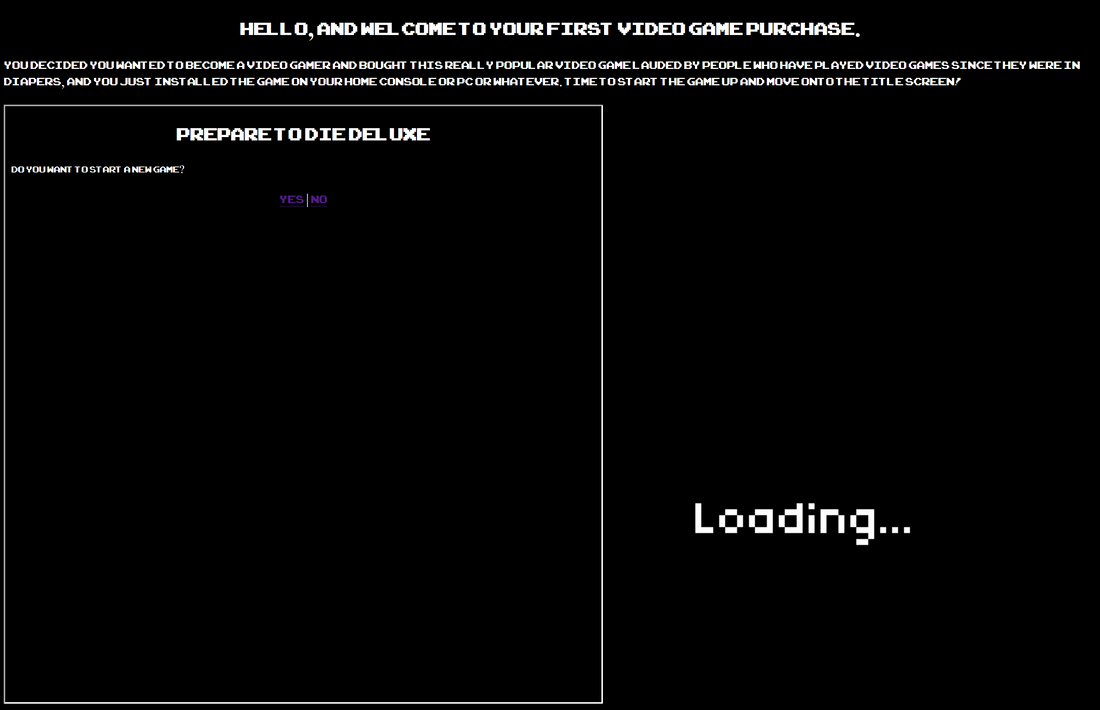 HELLO, AND WELCOME TO YOUR FIRST VIDEO GAME PURCHASE.
YOU DECIDED YOU WANTED TO BECOME A VIDEO GAMER AND BOUGHT THIS REALLY POPULAR VIDEO GAME LAUDED BY PEOPLE WHO HAVE PLAYED VIDEO GAMES SINCE THEY WERE IN
DIAPERS, AND YOU JUST INSTALLED THE GAME ON YOUR HOME CONSOLE OR PC OR WHATEVER. TIME TO START THE GAME UP AND MOVE ONTO THE TITLE SCREEN!
PREPARE TO DIE DELUXE
DO YOU WANT TO START A NEW GAME?
YES | NO
Loading...